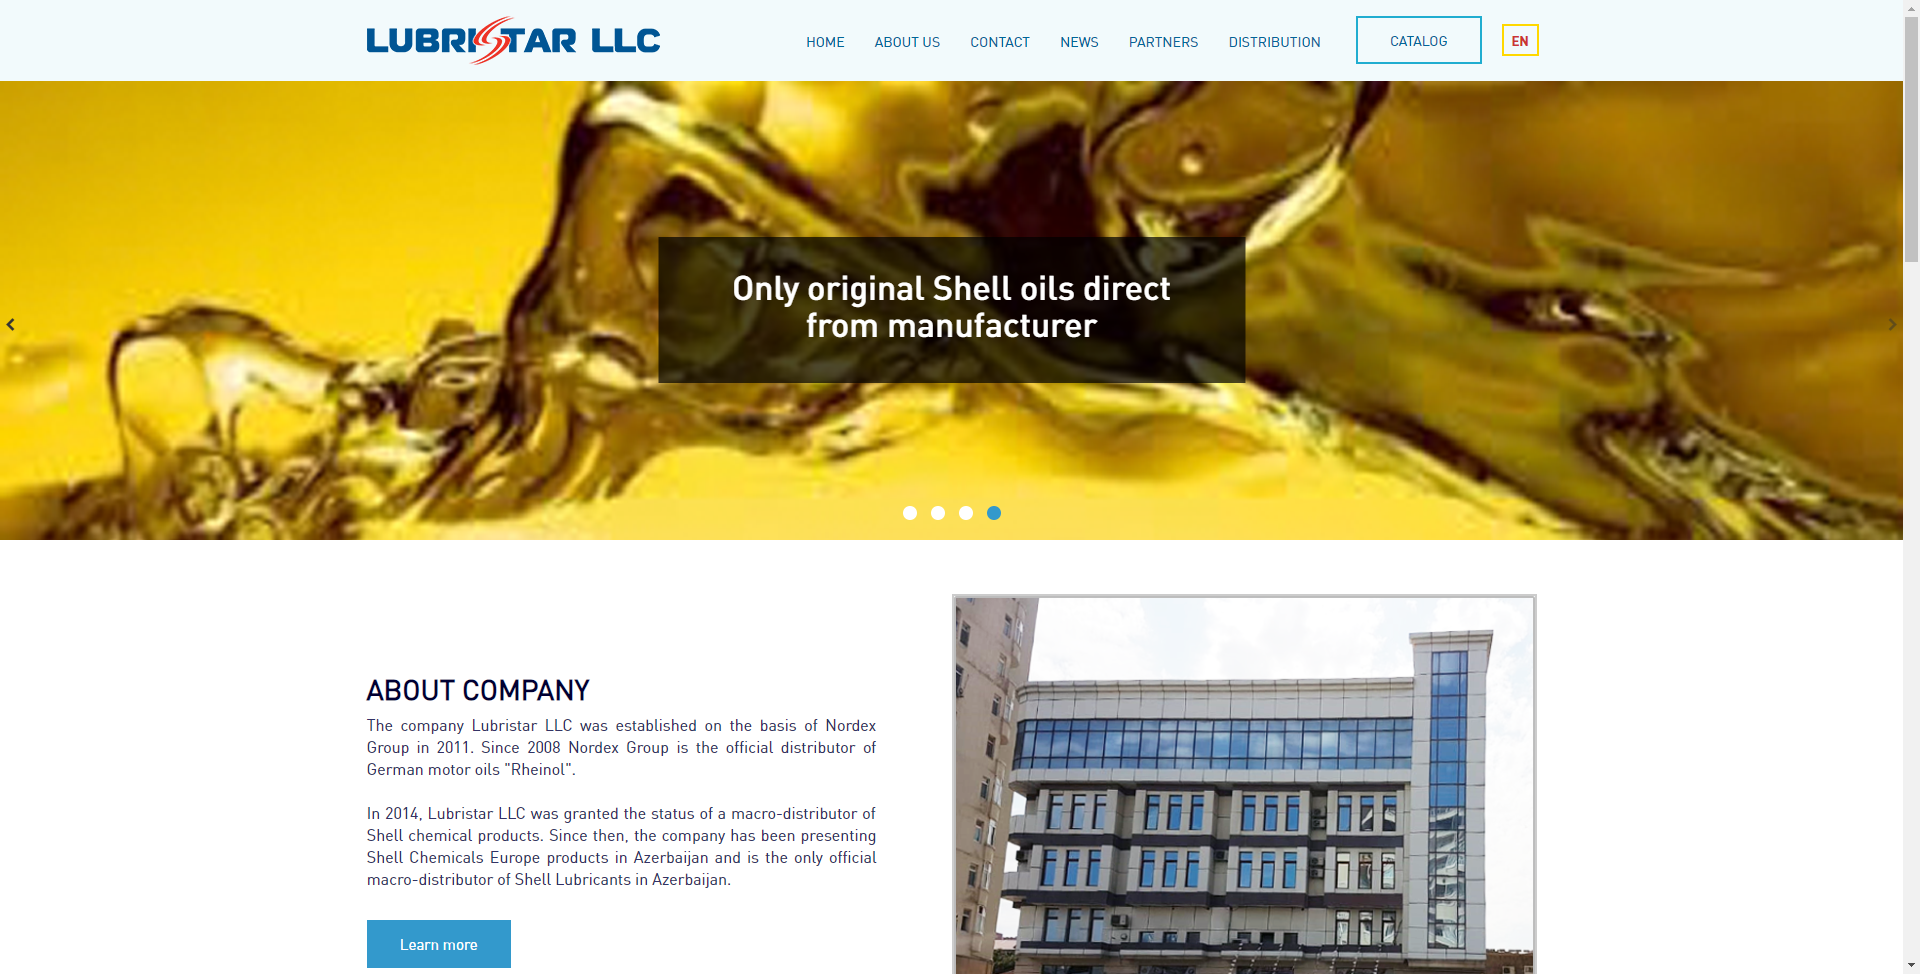 LUBRISTAR LLC
HOME ABOUT US CONTACT NEWS PARTNERS DISTRIBUTION CATALOG EN
Only original Shell oils direct
from manufacturer
ABOUT COMPANY
The company Lubristar LLC was established on the basis of Nordex
Group in 2011. Since 2008 Nordex Group is the official distributor of
German motor oils "Rheinol".
In 2014, Lubristar LLC was granted the status of a macro-distributor of
Shell chemical products. Since then, the company has been presenting
Shell Chemicals Europe products in Azerbaijan and is the only official
macro-distributor of Shell Lubricants in Azerbaijan.
Learn more